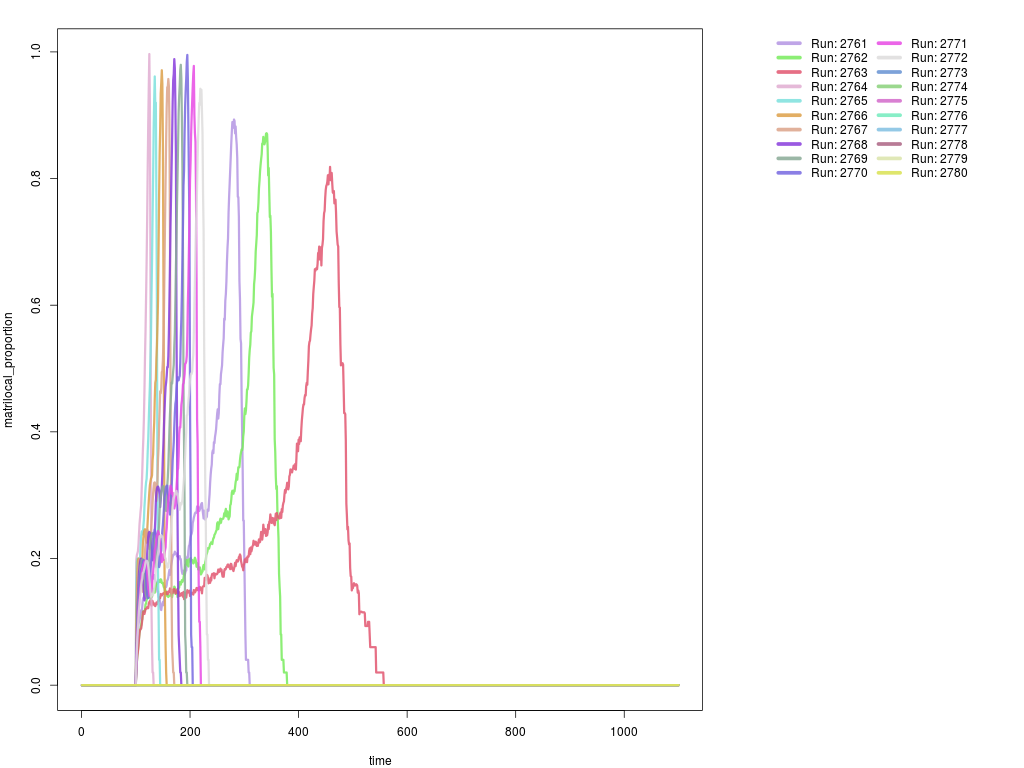 Run: 2761
Run: 2762
Run: 2763
Run: 2764
Run: 2765
Run: 2766
Run: 2767
Run: 2768
Run: 2769
Run: 2770
Run: 2771
Run: 2772
Run: 2773
Run: 2774
Run: 2775
Run: 2776
Run: 2777
Run: 2778
Run: 2779
Run: 2780
matrilocal_proportion
1.0
0.8
0.6
0.4
0.2
0.0
0 200 400 600 800 1000
time